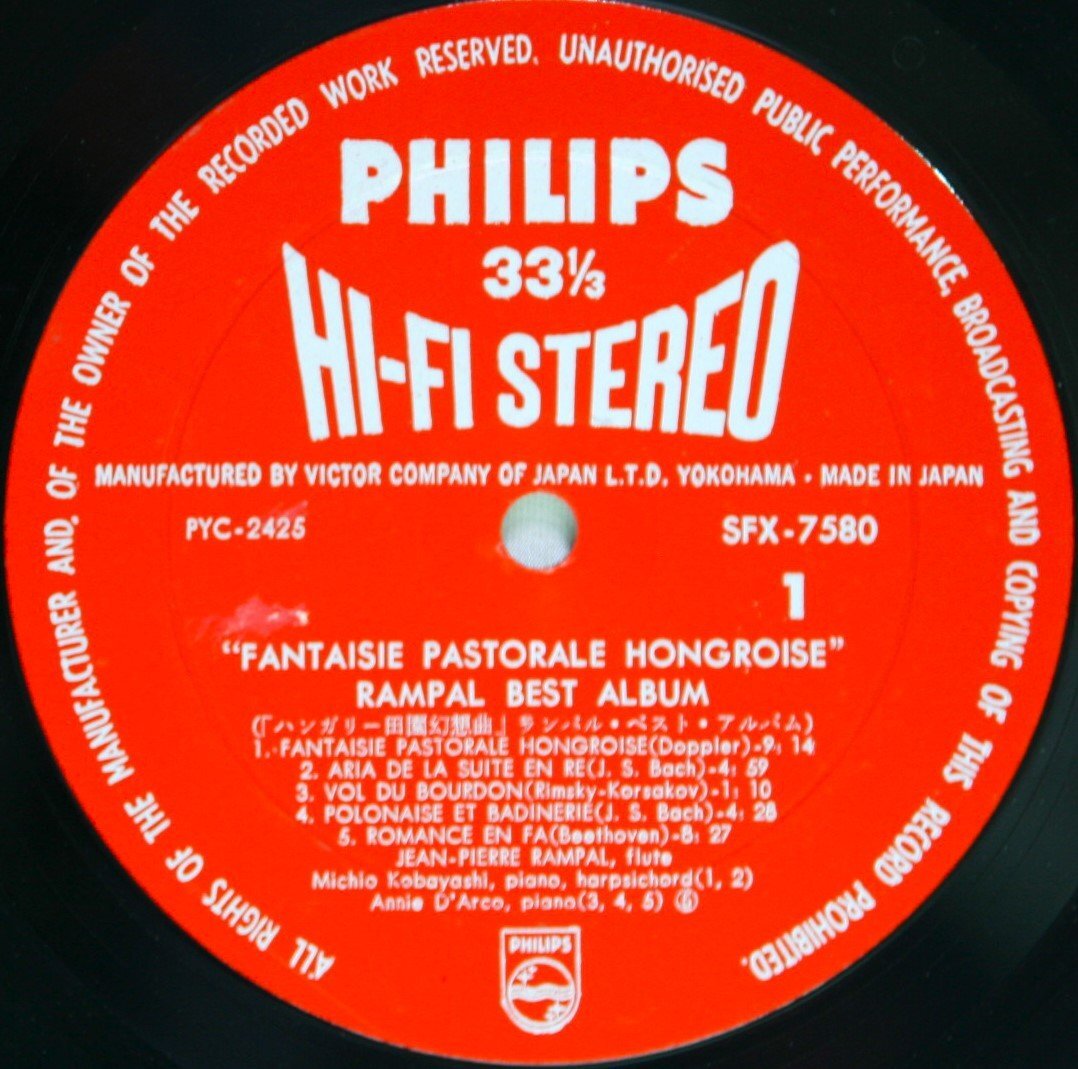 ALL RIGHTS OF THE MANUFACTURER AND, OF THE OWNER OF THE RECORDED WORK RESERVED. UNAUTHORISED PUBLIC PERFORMANCE, BROADCASTING AND COPYING OF THIS RECORD PROHIBITED.
PHILIPS
33⅓
HI-FI STEREO
MANUFACTURED BY VICTOR COMPANY OF JAPAN L.T.D. YOKOHAMA · MADE IN JAPAN
PYC-2425 SFX-7580
1
"FANTAISIE PASTORALE HONGROISE"
RAMPAL BEST ALBUM
(「ハンガリー田園幻想曲」ランパル・ベスト・アルバム)
1. FANTAISIE PASTORALE HONGROISE(Doppler)-9: 14
2. ARIA DE LA SUITE EN RE(J. S. Bach)-4: 59
3. VOL DU BOURDON(Rimsky-Korsakov)-1: 10
4. POLONAISE ET BADINERIE(J. S. Bach)-4: 28
5. ROMANCE EN FA(Beethoven)-8: 27
JEAN-PIERRE RAMPAL, flute
Michio Kobayashi, piano, harpsichord(1, 2)
Annie D'Arco, piano(3, 4, 5)
PHILIPS